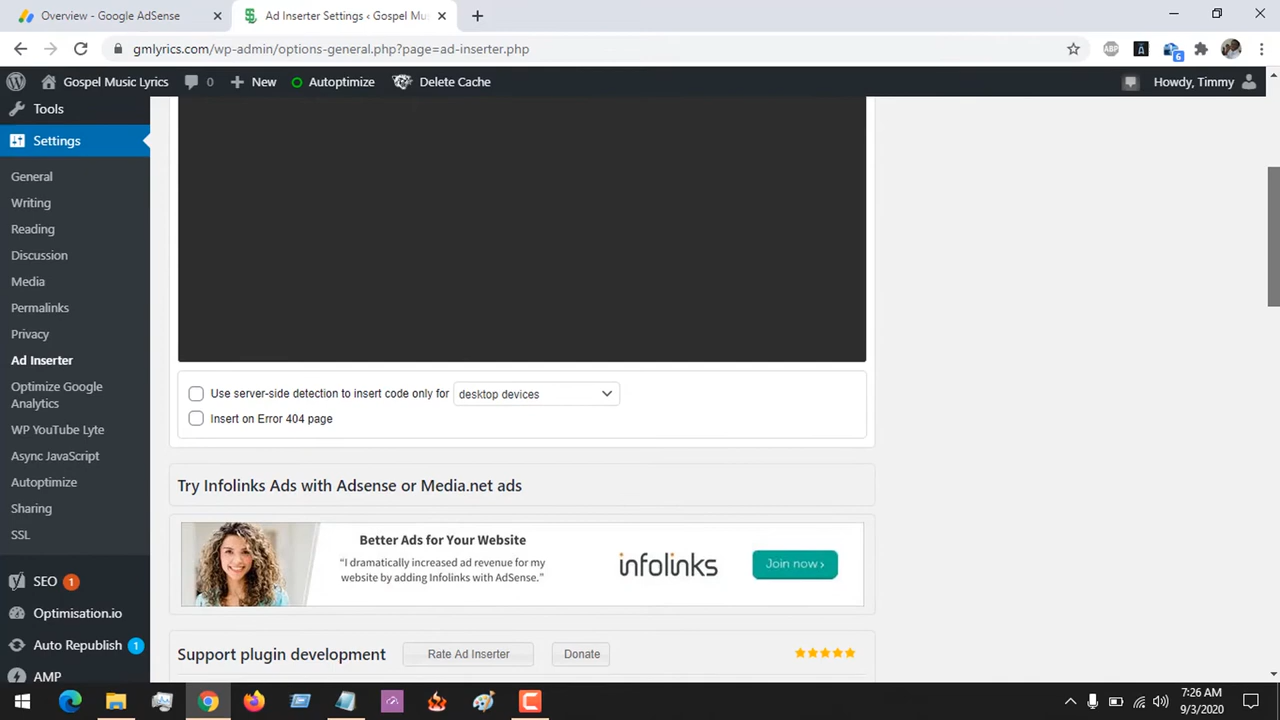 Overview - Google AdSense
Ad Inserter Settings ‹ Gospel Mu
gmlyrics.com/wp-admin/options-general.php?page=ad-inserter.php
ABP
6
Gospel Music Lyrics
0
New
Autoptimize
Delete Cache
Howdy, Timmy
Tools
Settings
General
Writing
Reading
Discussion
Media
Permalinks
Privacy
Ad Inserter
Optimize Google
Analytics
WP YouTube Lyte
Async JavaScript
Autoptimize
Sharing
SSL
SEO 1
Optimisation.io
Auto Republish 1
AMP
Use server-side detection to insert code only for desktop devices
Insert on Error 404 page
Try Infolinks Ads with Adsense or Media.net ads
Better Ads for Your Website
“I dramatically increased ad revenue for my
website by adding Infolinks with AdSense.”
infolinks
Join now ›
Support plugin development
Rate Ad Inserter
Donate
7:26 AM
9/3/2020